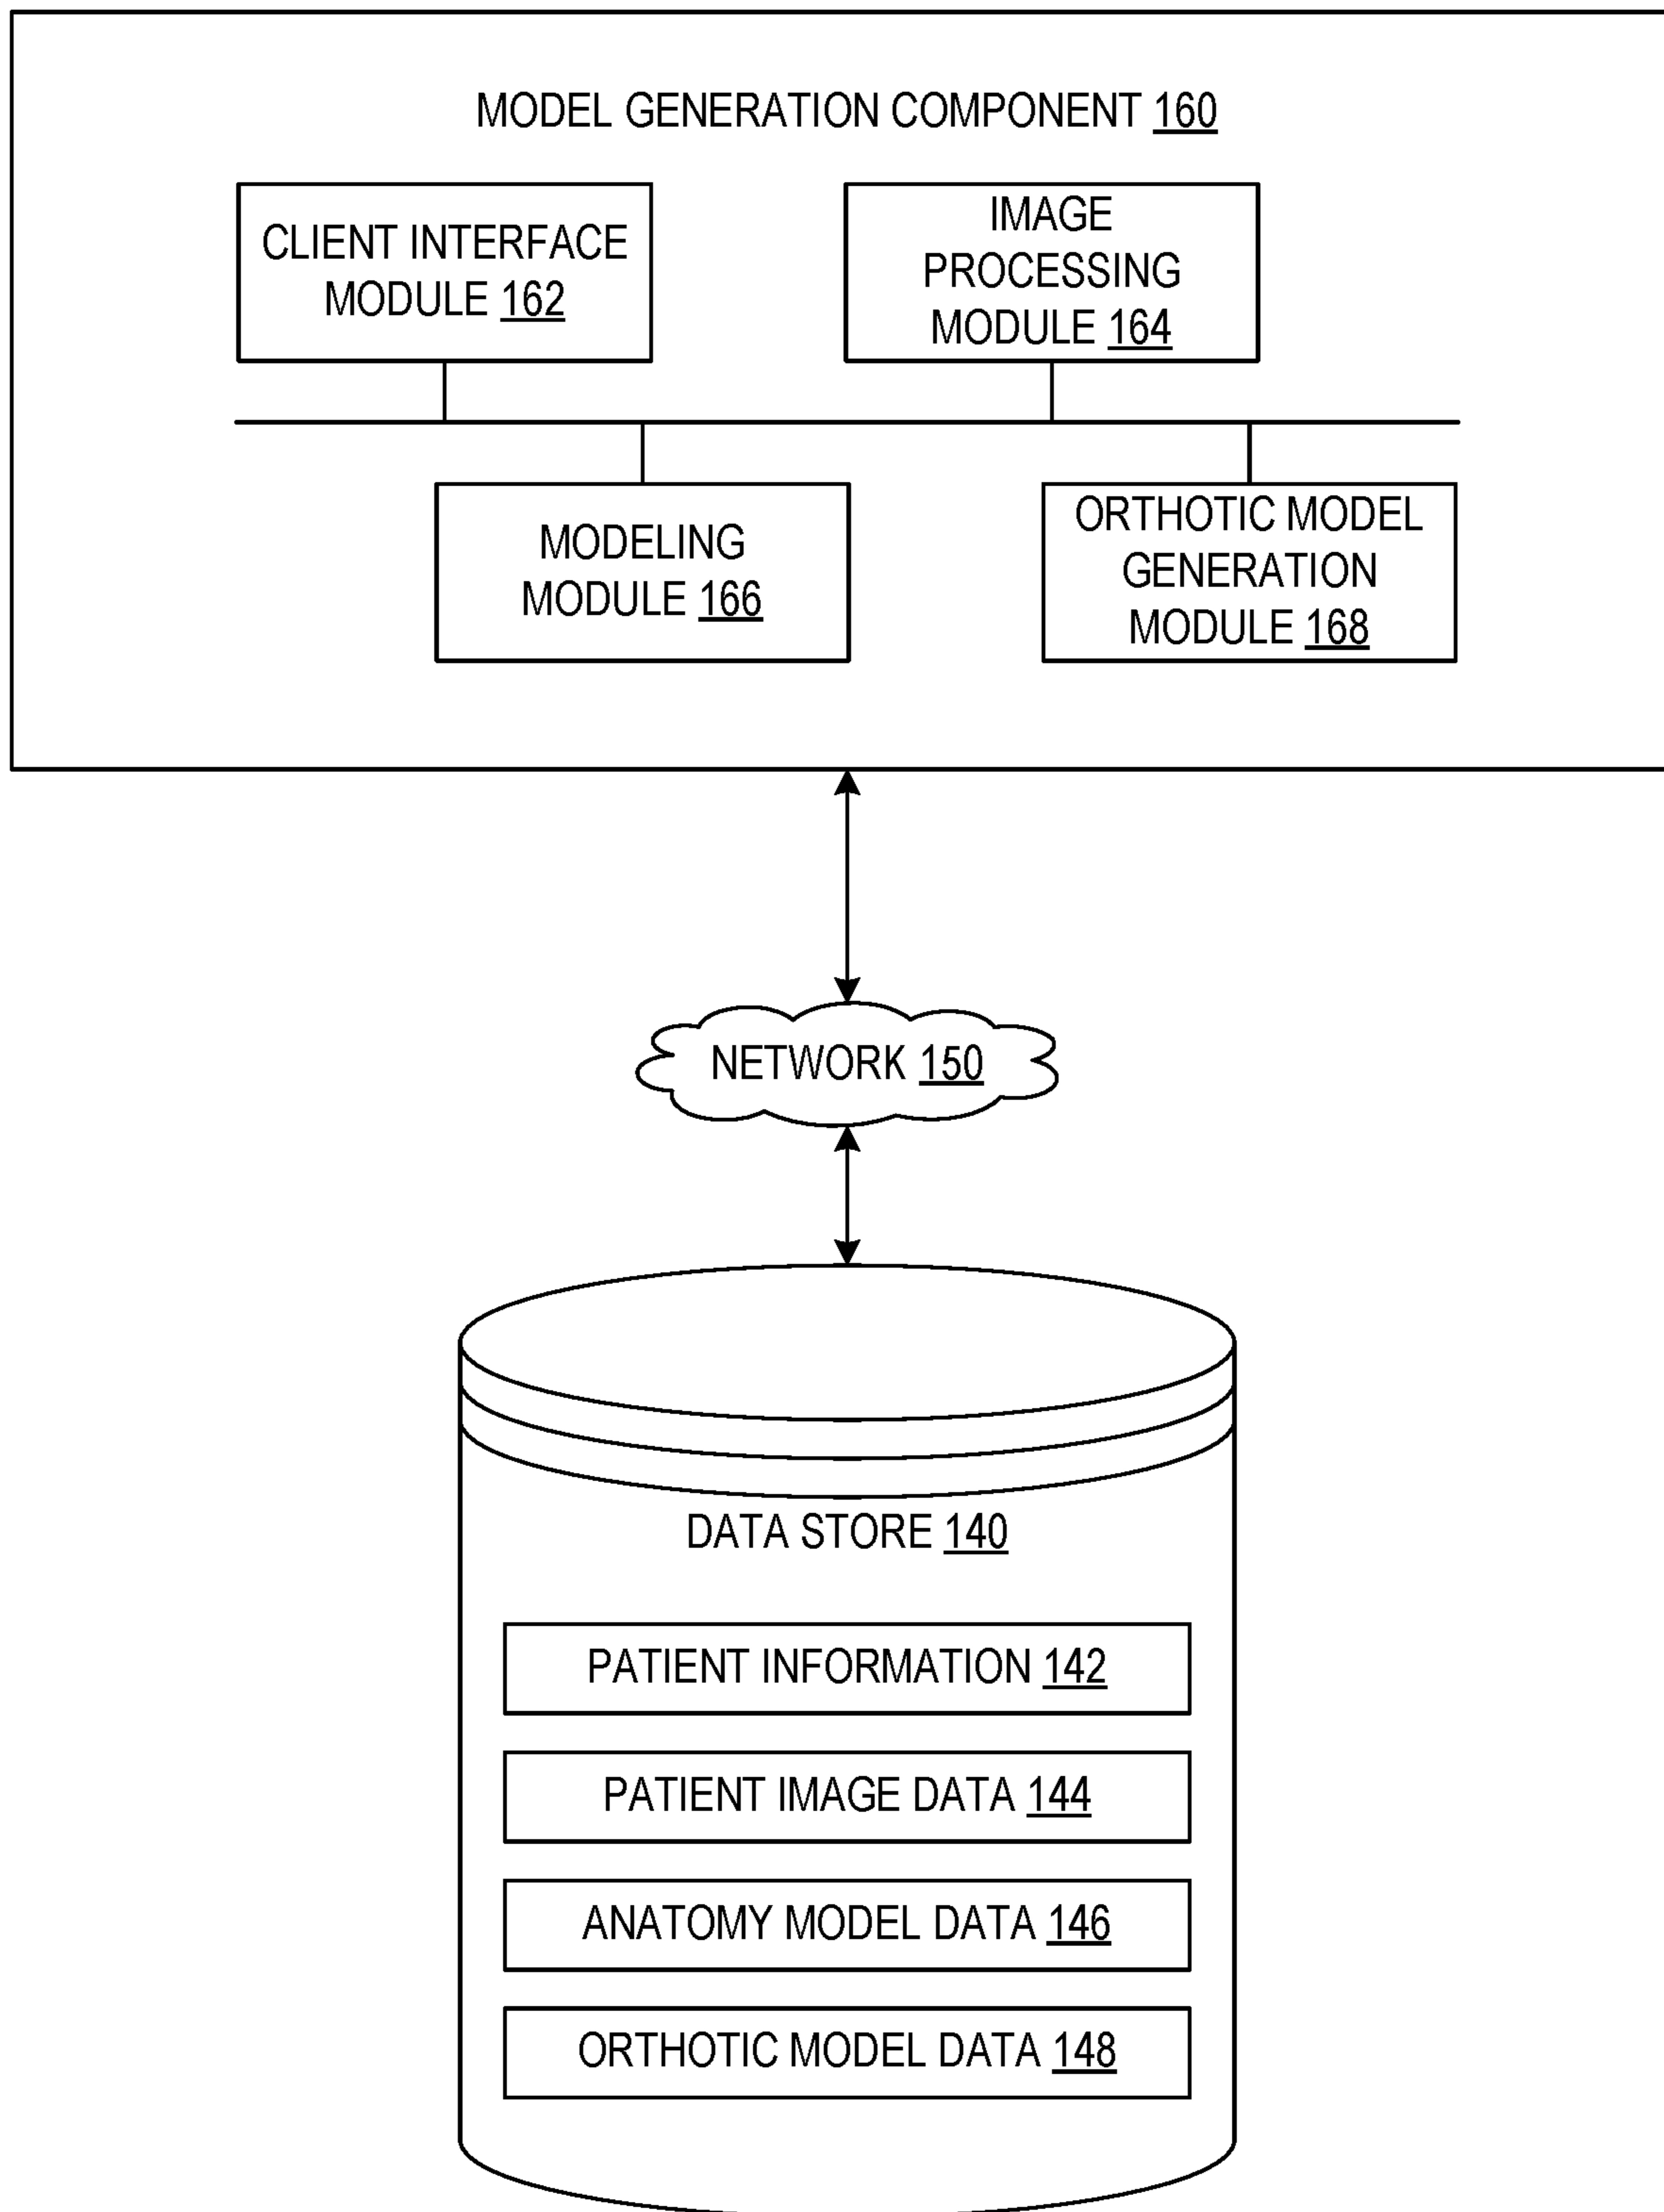 MODEL GENERATION COMPONENT 160
CLIENT INTERFACE
MODULE 162
IMAGE
PROCESSING
MODULE 164
MODELING
MODULE 166
ORTHOTIC MODEL
GENERATION
MODULE 168
NETWORK 150
DATA STORE 140
PATIENT INFORMATION 142
PATIENT IMAGE DATA 144
ANATOMY MODEL DATA 146
ORTHOTIC MODEL DATA 148